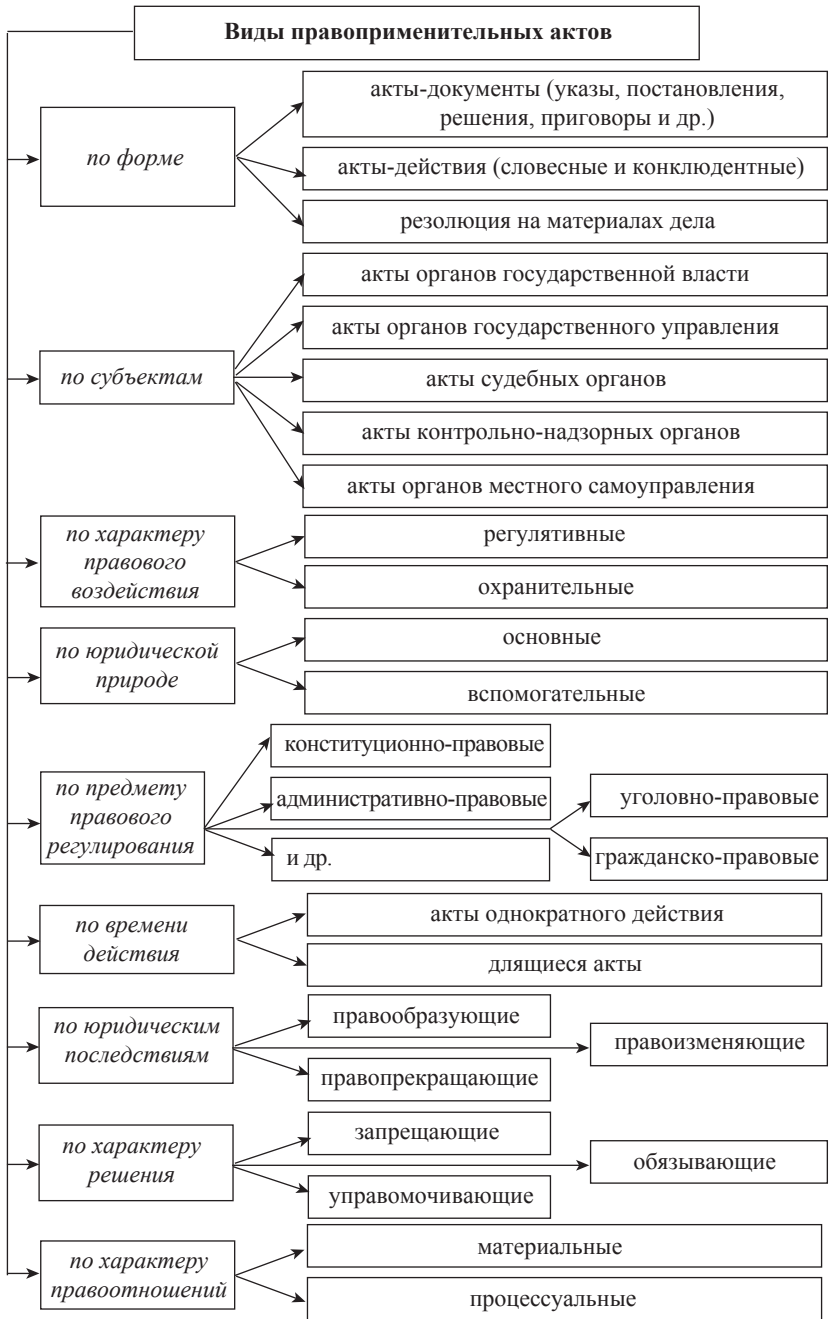 Виды правоприменительных актов
по форме
акты-документы (указы, постановления,
решения, приговоры и др.)
акты-действия (словесные и конклюдентные)
резолюция на материалах дела
по субъектам
акты органов государственной власти
акты органов государственного управления
акты судебных органов
акты контрольно-надзорных органов
акты органов местного самоуправления
по характеру
правового
воздействия
регулятивные
охранительные
по юридической
природе
основные
вспомогательные
по предмету
правового
регулирования
конституционно-правовые
административно-правовые
и др.
уголовно-правовые
гражданско-правовые
по времени
действия
акты однократного действия
длящиеся акты
по юридическим
последствиям
правообразующие
правоизменяющие
правопрекращающие
по характеру
решения
запрещающие
обязывающие
управомочивающие
по характеру
правоотношений
материальные
процессуальные